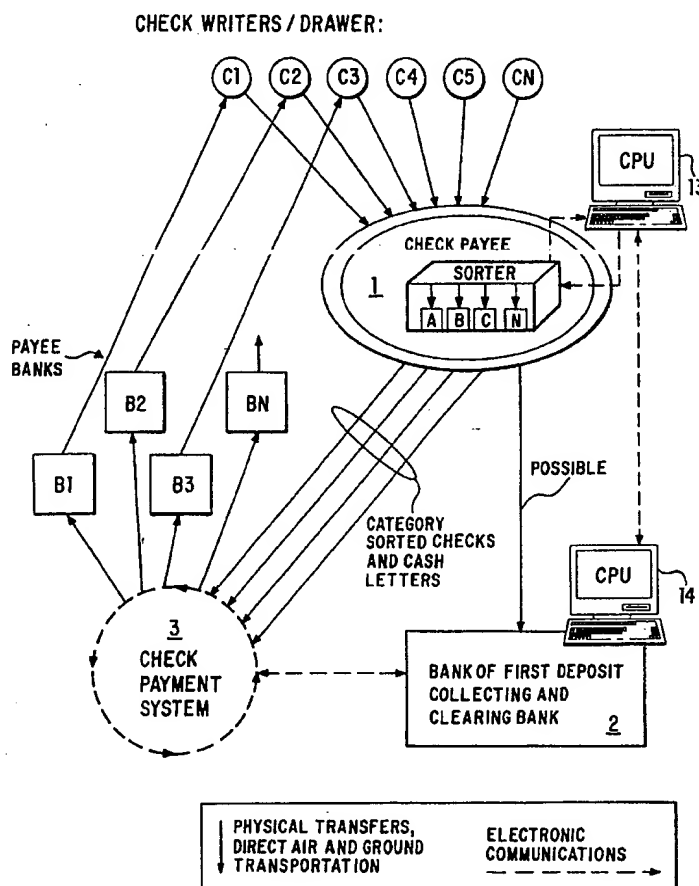 CHECK WRITERS / DRAWER:
C1 C2 C3 C4 C5 CN
CPU
13
CHECK PAYEE
1
SORTER
A B C N
PAYEE
BANKS
B2
BN
B1
B3
POSSIBLE
CATEGORY
SORTED CHECKS
AND CASH
LETTERS
CPU
14
3
CHECK
PAYMENT
SYSTEM
BANK OF FIRST DEPOSIT
COLLECTING AND
CLEARING BANK
2
PHYSICAL TRANSFERS,
DIRECT AIR AND GROUND
TRANSPORTATION
ELECTRONIC
COMMUNICATIONS